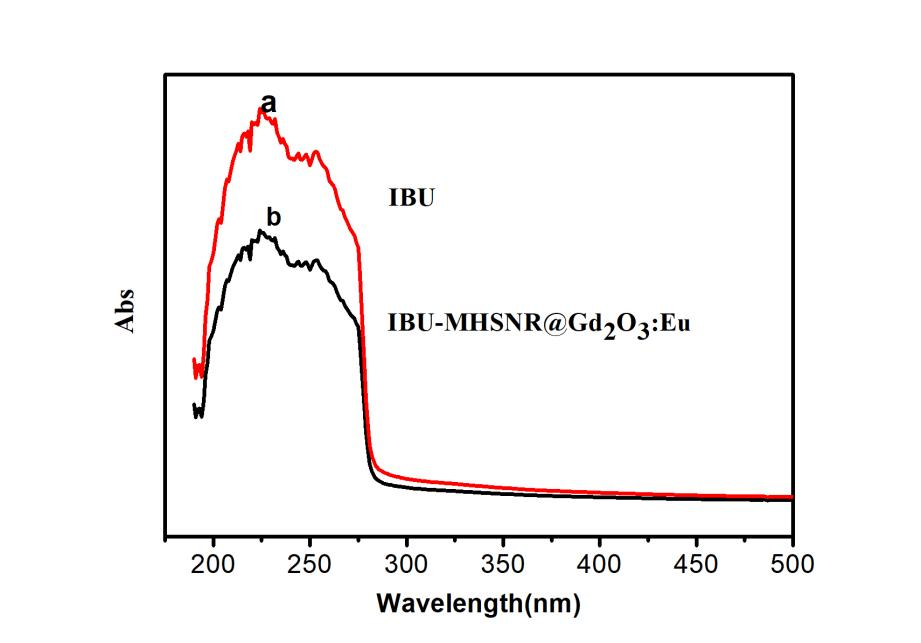 a
IBU
b
IBU-MHSNR@Gd₂O₃:Eu
Abs
200 250 300 350 400 450 500
Wavelength(nm)